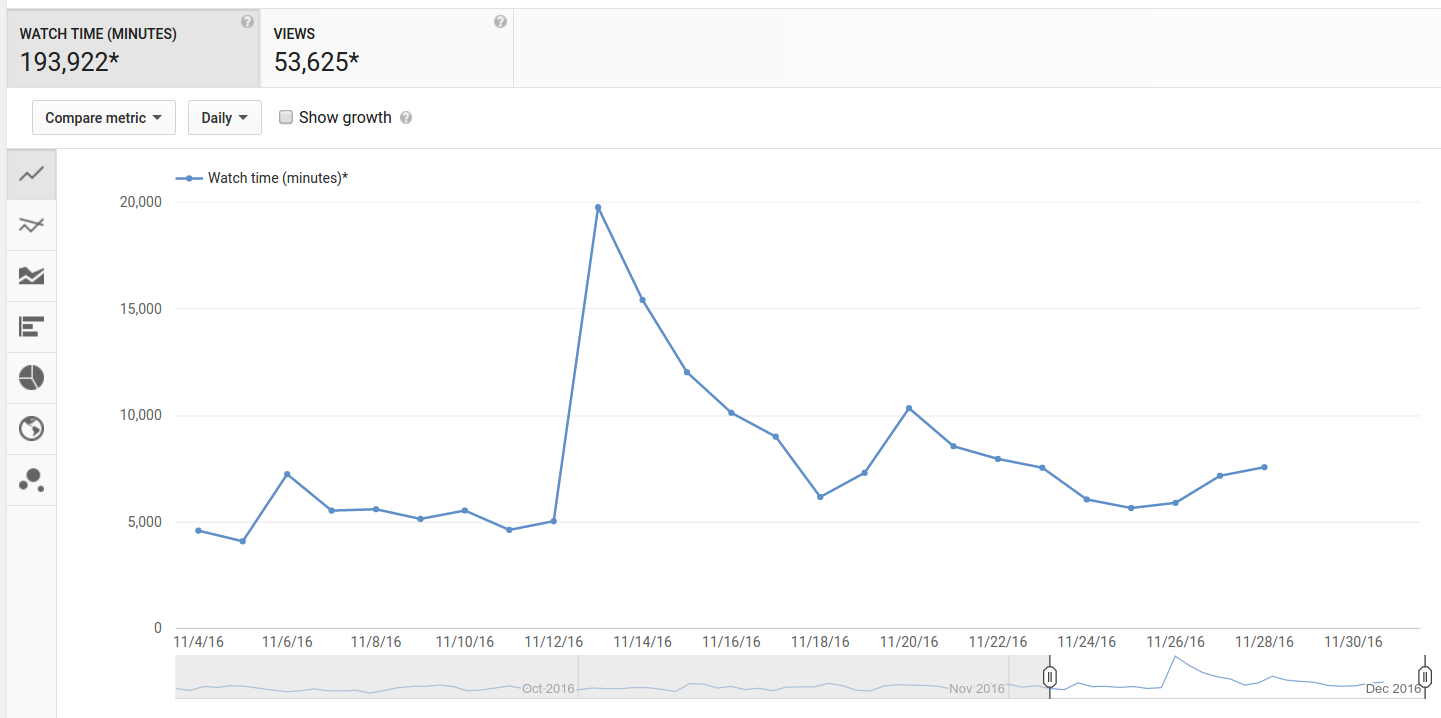 WATCH TIME (MINUTES) ?
193,922*
VIEWS ?
53,625*
Compare metric
Daily
Show growth ?
Watch time (minutes)*
20,000
15,000
10,000
5,000
0
11/4/16 11/6/16 11/8/16 11/10/16 11/12/16 11/14/16 11/16/16 11/18/16 11/20/16 11/22/16 11/24/16 11/26/16 11/28/16 11/30/16
Oct 2016 Nov 2016 Dec 2016